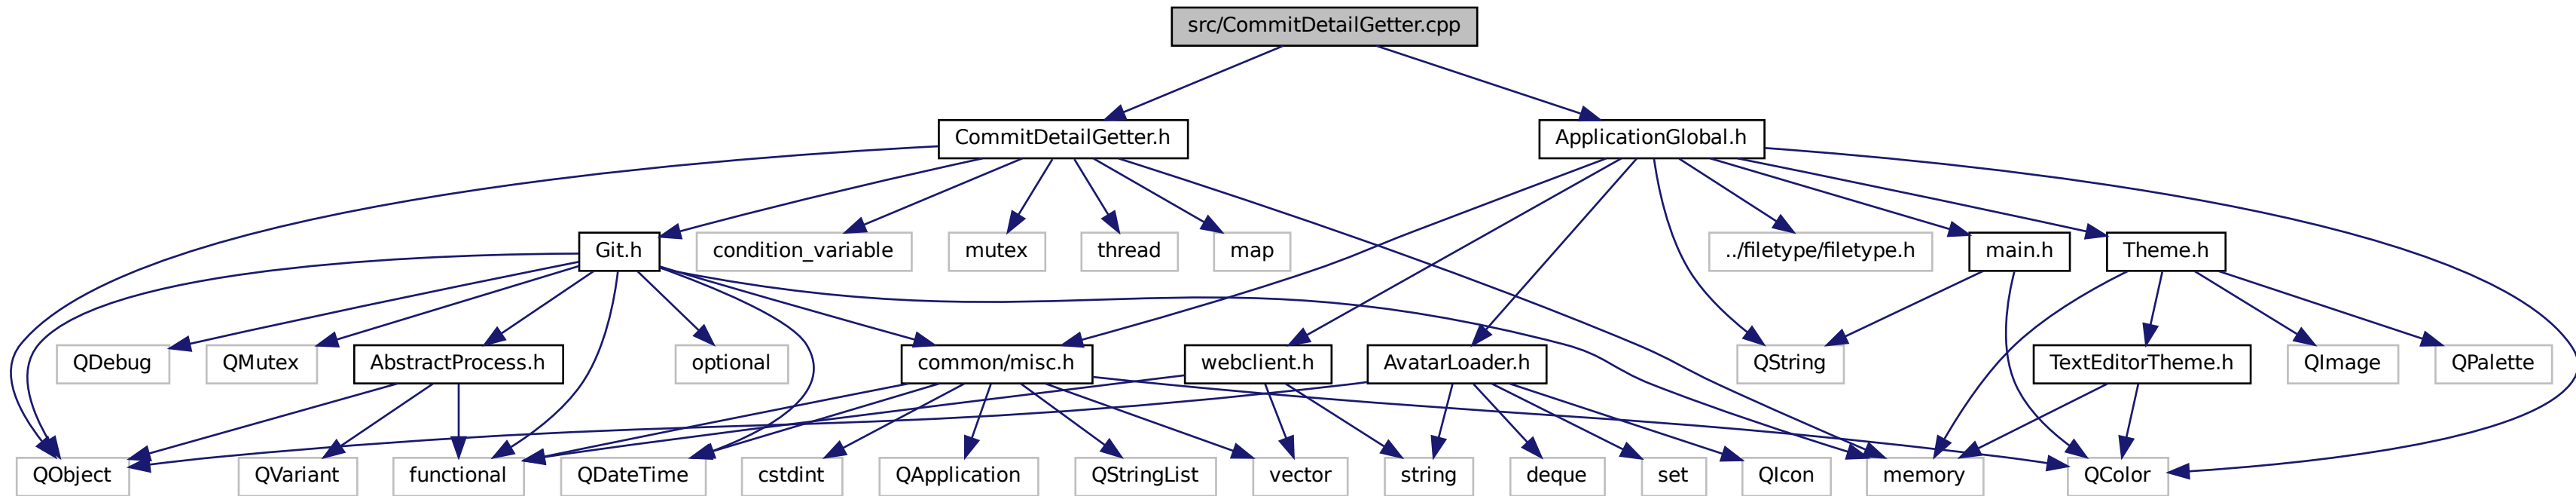 src/CommitDetailGetter.cpp
CommitDetailGetter.h
ApplicationGlobal.h
Git.h
condition_variable
mutex
thread
map
../filetype/filetype.h
main.h
Theme.h
QDebug
QMutex
AbstractProcess.h
optional
common/misc.h
webclient.h
AvatarLoader.h
QString
TextEditorTheme.h
QImage
QPalette
QObject
QVariant
functional
QDateTime
cstdint
QApplication
QStringList
vector
string
deque
set
QIcon
memory
QColor